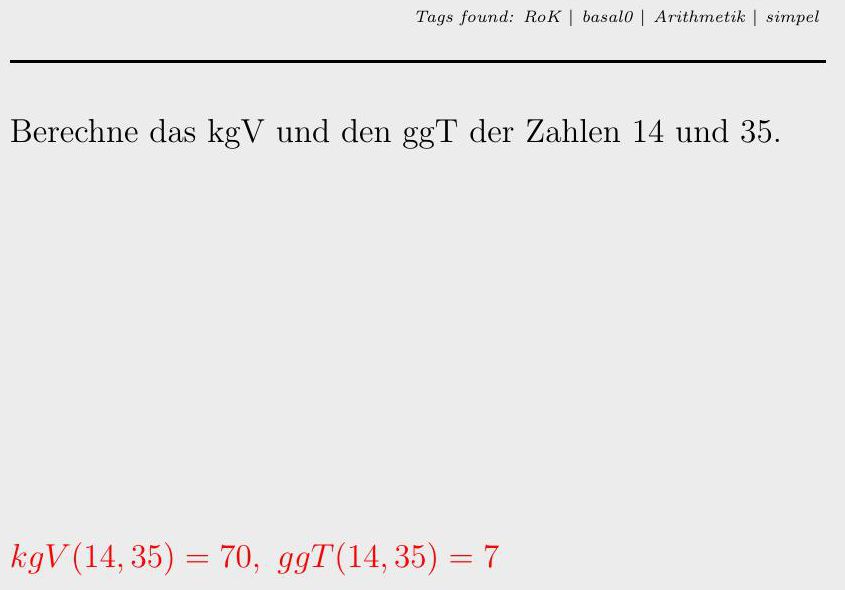 Tags found: RoK | basal0 | Arithmetik | simpel
Berechne das kgV und den ggT der Zahlen 14 und 35.
kgV(14, 35) = 70, ggT(14, 35) = 7